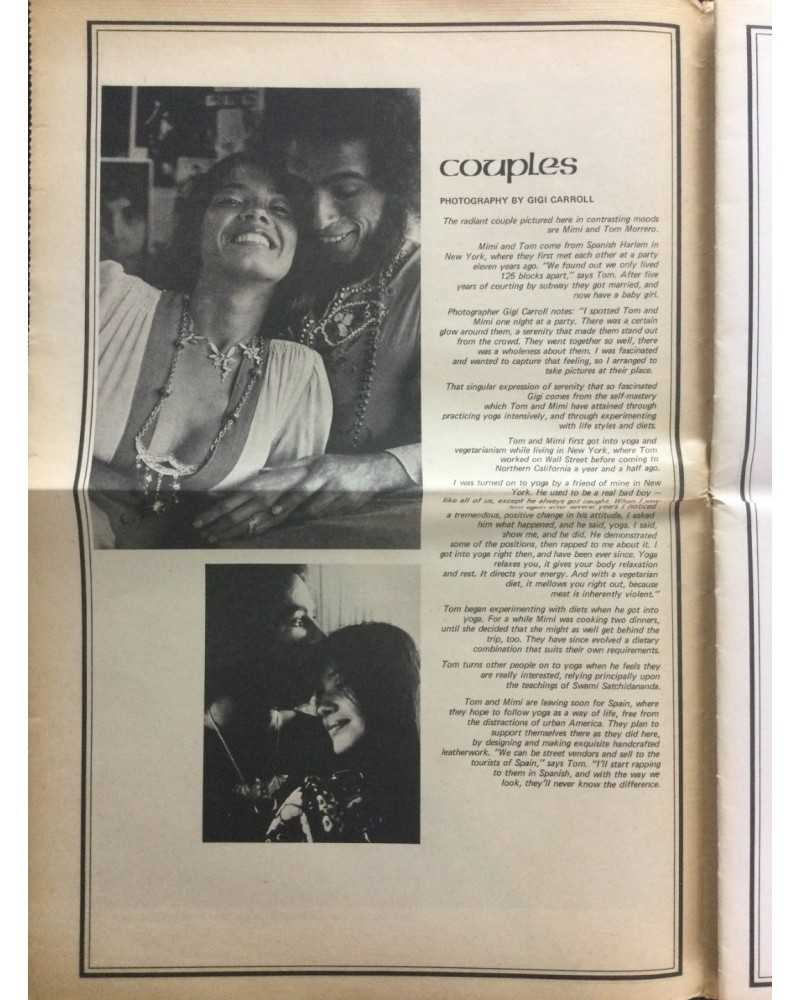 couples
PHOTOGRAPHY BY GIGI CARROLL
The radiant couple pictured here in contrasting moods
are Mimi and Tom Morrero.
Mimi and Tom come from Spanish Harlem in
New York, where they first met each other at a party
eleven years ago. "We found out we only lived
125 blocks apart," says Tom. After five
years of courting by subway they got married, and
now have a baby girl.
Photographer Gigi Carroll notes: "I spotted Tom and
Mimi one night at a party. There was a certain
glow around them, a serenity that made them stand out
from the crowd. They went together so well, there
was a wholeness about them. I was fascinated
and wanted to capture that feeling, so I arranged to
take pictures at their place.
That singular expression of serenity that so fascinated
Gigi comes from the self-mastery
which Tom and Mimi have attained through
practicing yoga intensively, and through experimenting
with life styles and diets.
Tom and Mimi first got into yoga and
vegetarianism while living in New York, where Tom
worked on Wall Street before coming to
Northern California a year and a half ago.
I was turned on to yoga by a friend of mine in New
York. He used to be a real bad boy —
like all of us, except he always got caught. When I saw
him again after several years I noticed
a tremendous, positive change in his attitude. I asked
him what happened, and he said, yoga. I said,
show me, and he did. He demonstrated
some of the positions, then rapped to me about it. I
got into yoga right then, and have been ever since. Yoga
relaxes you, it gives your body relaxation
and rest. It directs your energy. And with a vegetarian
diet, it mellows you right out, because
meat is inherently violent."
Tom began experimenting with diets when he got into
yoga. For a while Mimi was cooking two dinners,
until she decided that she might as well get behind the
trip, too. They have since evolved a dietary
combination that suits their own requirements.
Tom turns other people on to yoga when he feels they
are really interested, relying principally upon
the teachings of Swami Satchidananda.
Tom and Mimi are leaving soon for Spain, where
they hope to follow yoga as a way of life, free from
the distractions of urban America. They plan to
support themselves there as they did here,
by designing and making exquisite handcrafted
leatherwork. "We can be street vendors and sell to the
tourists of Spain," says Tom. "I'll start rapping
to them in Spanish, and with the way we
look, they'll never know the difference.